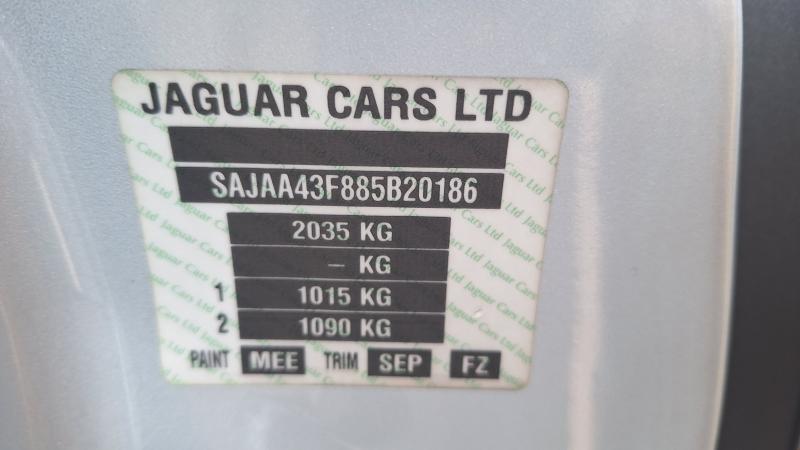 JAGUAR CARS LTD
SAJAA43F885B20186
2035 KG
– KG
1 1015 KG
2 1090 KG
PAINT MEE TRIM SEP FZ